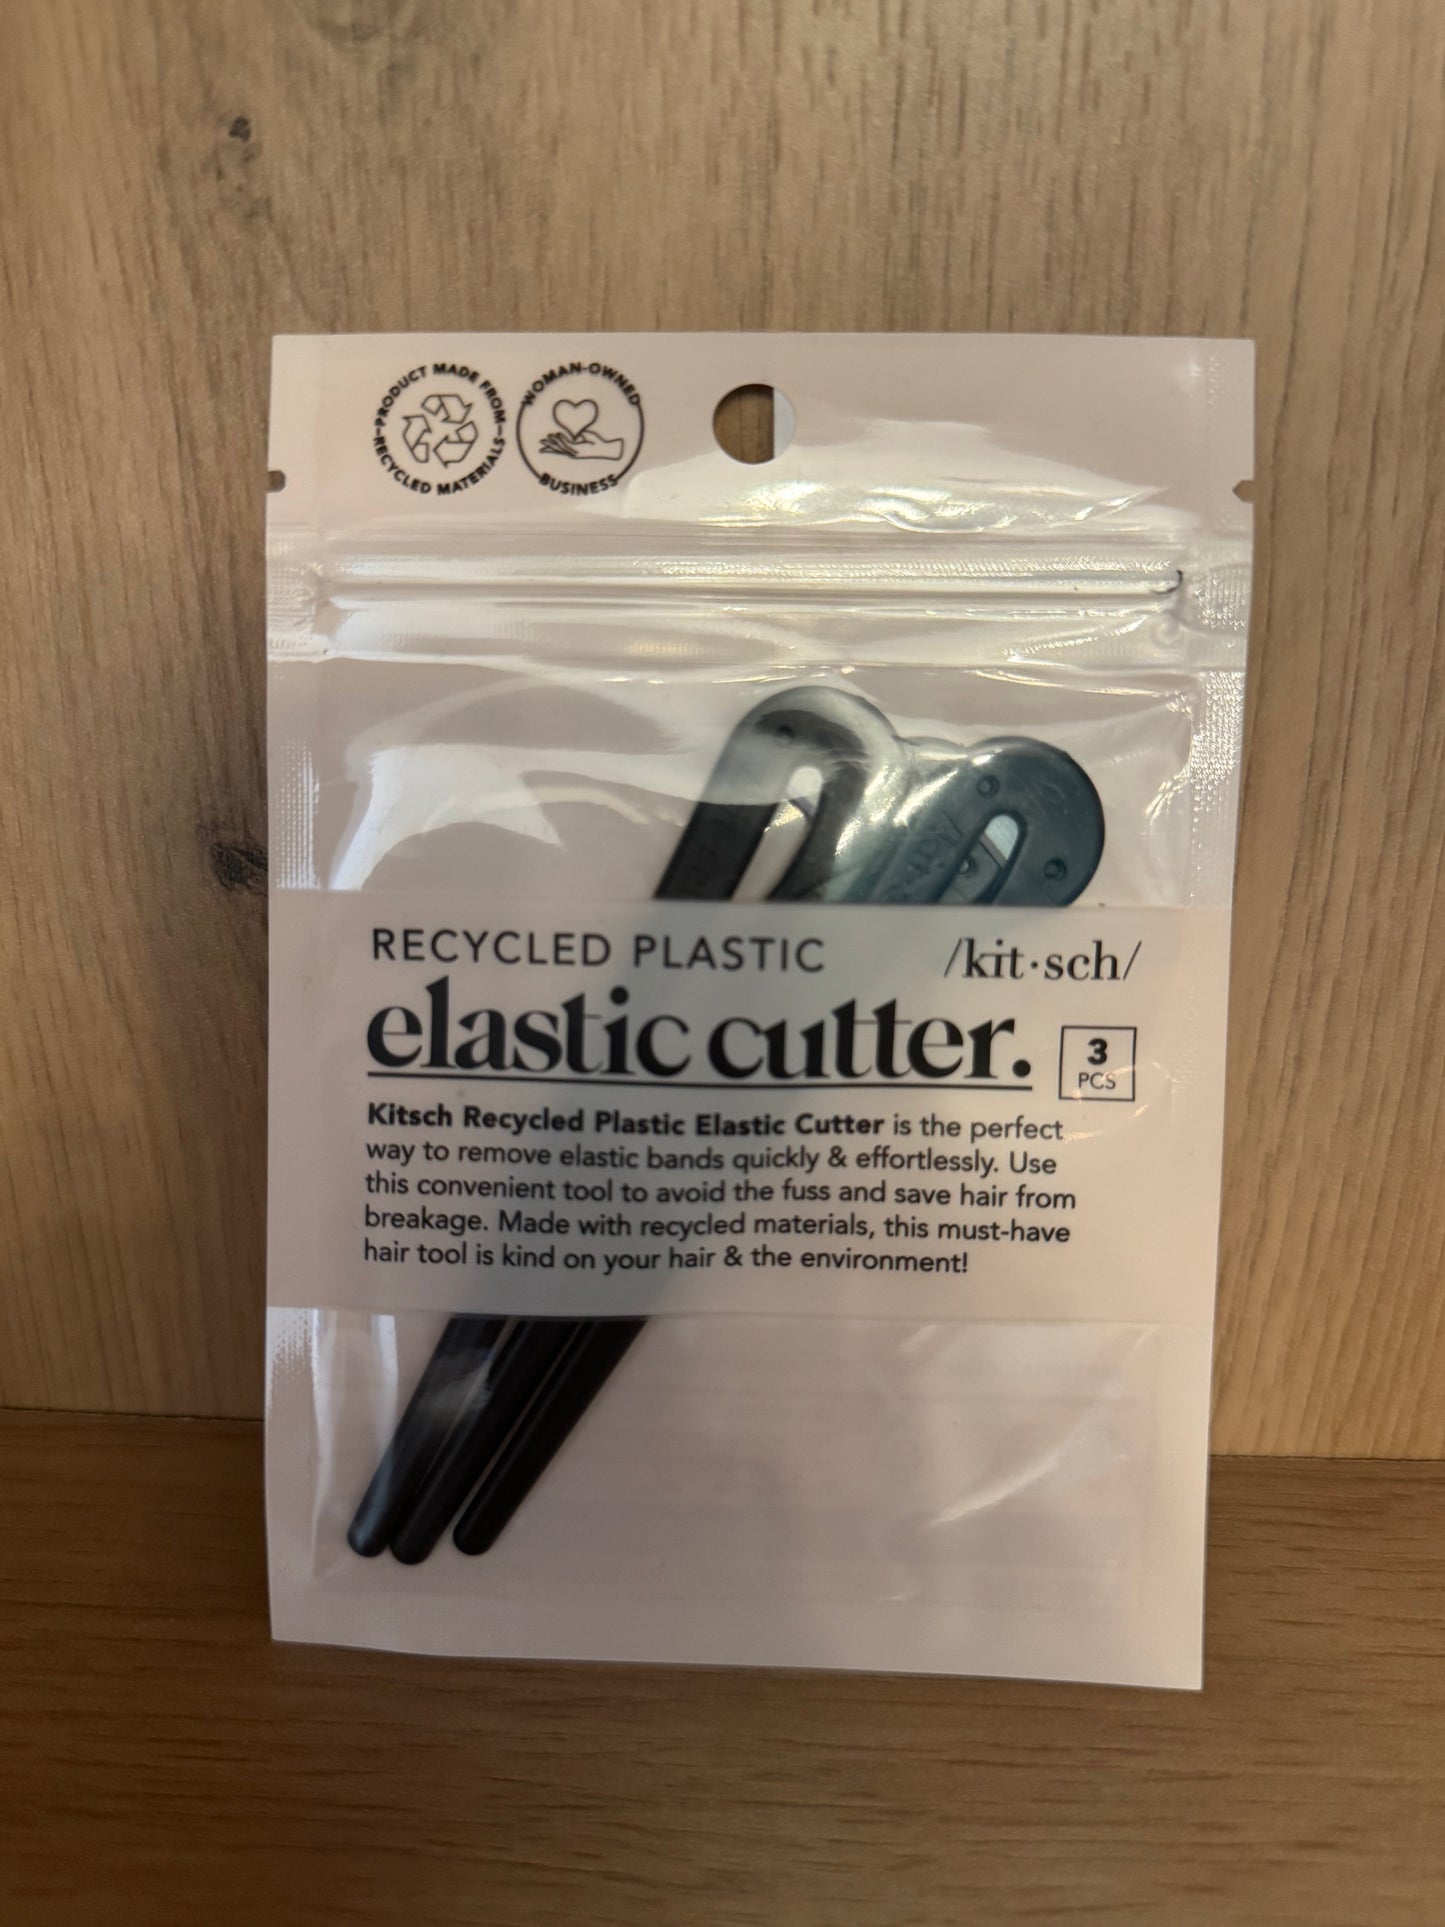 PRODUCT MADE FROM
RECYCLED MATERIALS
WOMAN-OWNED
BUSINESS
RECYCLED PLASTIC
/kit·sch/
elastic cutter.
3
PCS
Kitsch Recycled Plastic Elastic Cutter is the perfect
way to remove elastic bands quickly & effortlessly. Use
this convenient tool to avoid the fuss and save hair from
breakage. Made with recycled materials, this must-have
hair tool is kind on your hair & the environment!